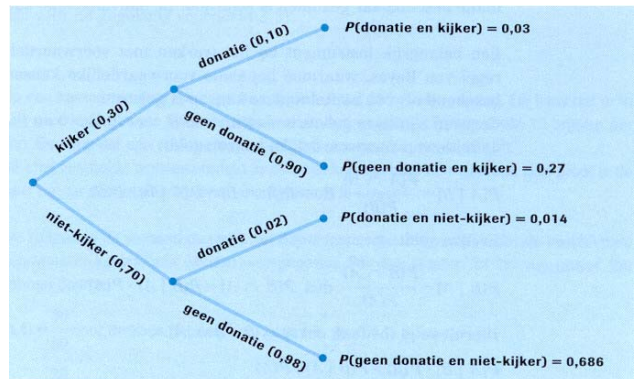 donatie (0,10)
P(donatie en kijker) = 0,03
kijker (0,30)
geen donatie (0,90)
P(geen donatie en kijker) = 0,27
niet-kijker (0,70)
donatie (0,02)
P(donatie en niet-kijker) = 0,014
geen donatie (0,98)
P(geen donatie en niet-kijker) = 0,686